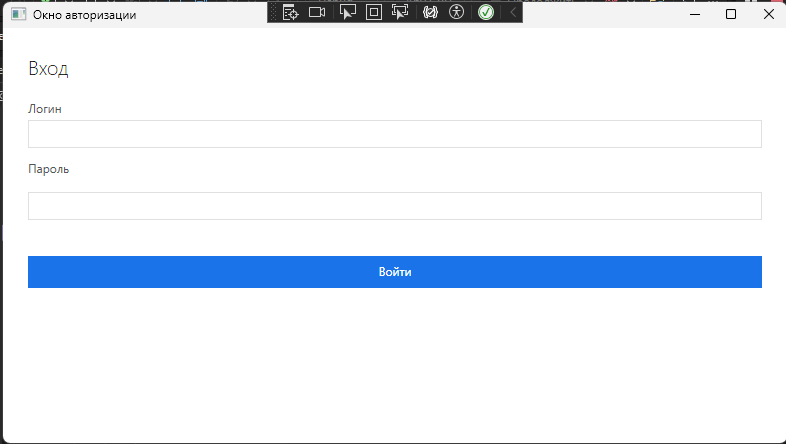 Окно авторизации
Вход
Логин
Пароль
Войти